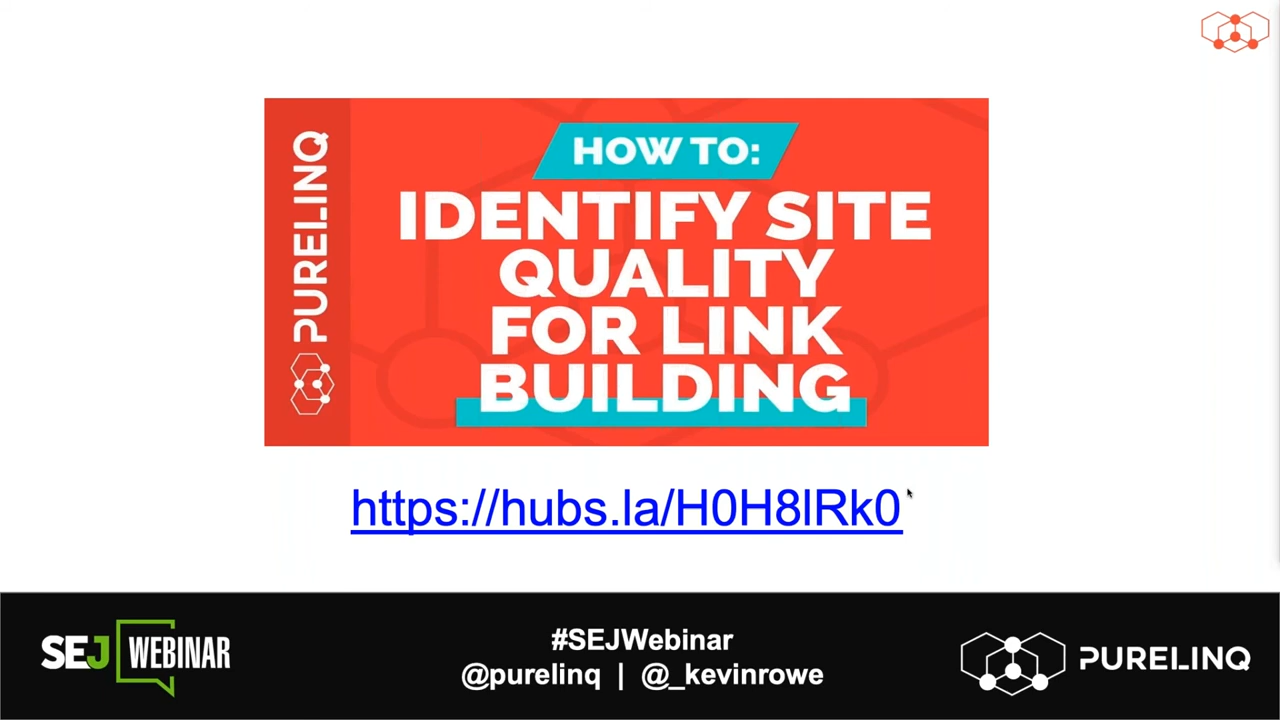 PURELINQ
HOW TO:
IDENTIFY SITE
QUALITY
FOR LINK
BUILDING
https://hubs.la/H0H8lRk0
SEJ WEBINAR
#SEJWebinar
@purelinq | @_kevinrowe
PURELINQ